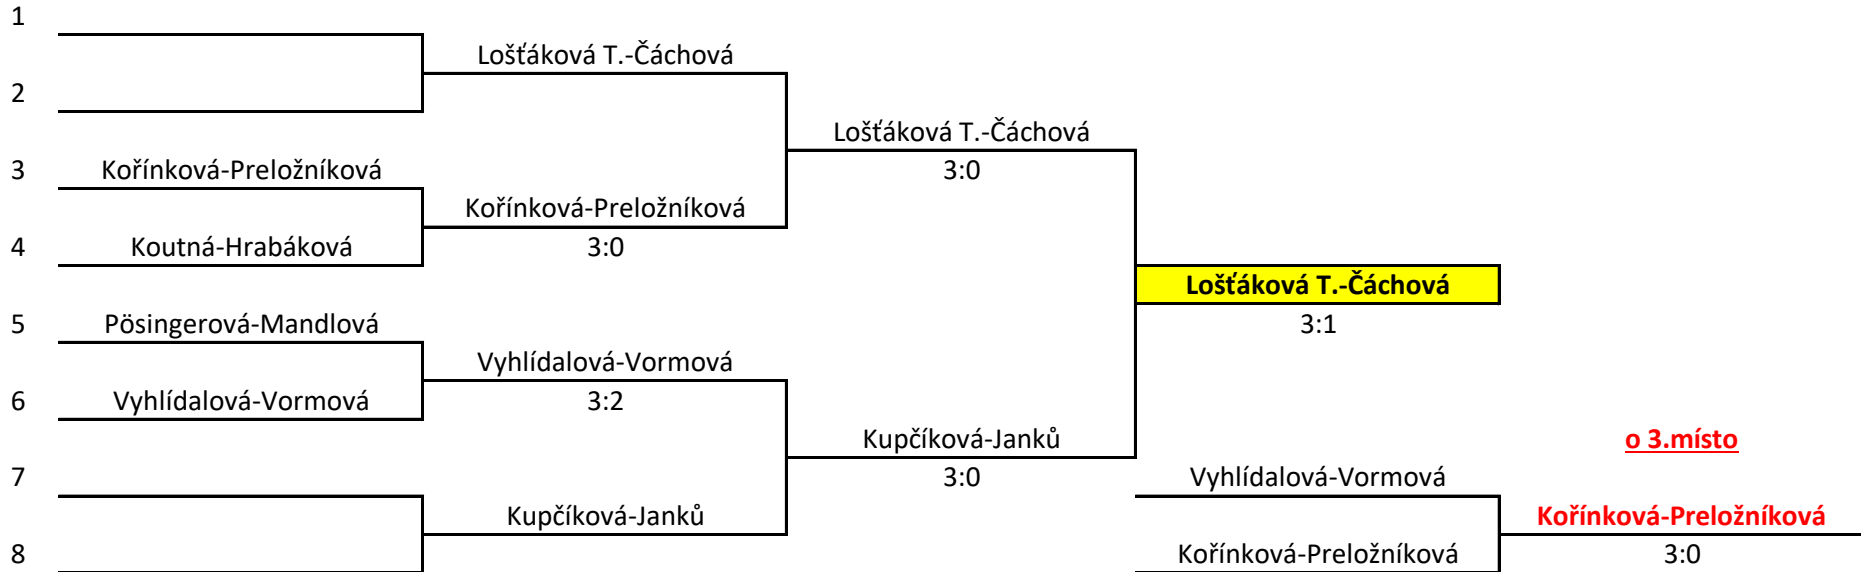 1
Lošťáková T.-Čáchová
2
Lošťáková T.-Čáchová
3 Kořínková-Preložníková 3:0
Kořínková-Preložníková
4 Koutná-Hrabáková 3:0
Lošťáková T.-Čáchová
5 Pösingerová-Mandlová 3:1
Vyhlídalová-Vormová
6 Vyhlídalová-Vormová 3:2
Kupčíková-Janků o 3.místo
7 3:0 Vyhlídalová-Vormová
Kupčíková-Janků Kořínková-Preložníková
8 Kořínková-Preložníková 3:0